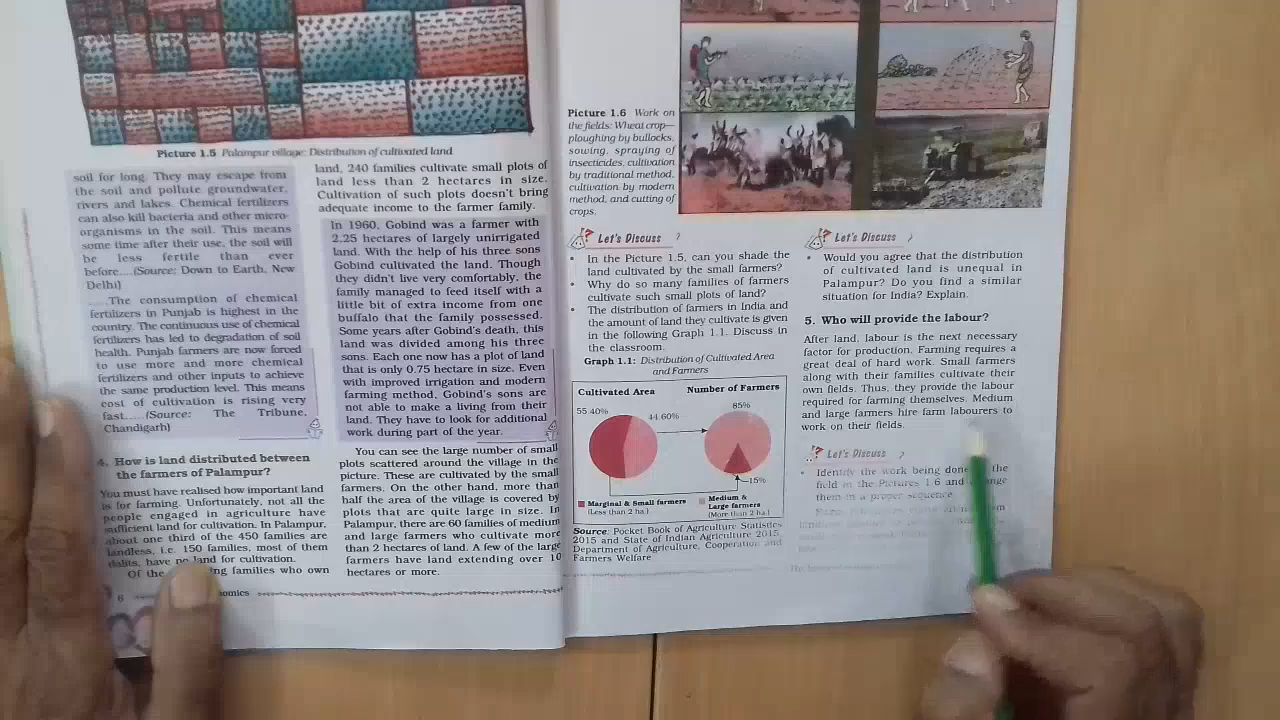 Picture 1.5 Palampur village: Distribution of cultivated land
soil for long. They may escape from
the soil and pollute groundwater,
rivers and lakes. Chemical fertilizers
can also kill bacteria and other micro-
organisms in the soil. This means
some time after their use, the soil will
be less fertile than ever
before....(Source: Down to Earth, New
Delhi)
.....The consumption of chemical
fertilizers in Punjab is highest in the
country. The continuous use of chemical
fertilizers has led to degradation of soil
health. Punjab farmers are now forced
to use more and more chemical
fertilizers and other inputs to achieve
the same production level. This means
cost of cultivation is rising very
fast.....(Source: The Tribune,
Chandigarh)
4. How is land distributed between
the farmers of Palampur?
You must have realised how important land
is for farming. Unfortunately, not all the
people engaged in agriculture have
sufficient land for cultivation. In Palampur,
about one third of the 450 families are
landless, i.e. 150 families, most of them
dalits, have no land for cultivation.
Of the families who own
6
land, 240 families cultivate small plots of
land less than 2 hectares in size.
Cultivation of such plots doesn't bring
adequate income to the farmer family.
In 1960, Gobind was a farmer with
2.25 hectares of largely unirrigated
land. With the help of his three sons
Gobind cultivated the land. Though
they didn't live very comfortably, the
family managed to feed itself with a
little bit of extra income from one
buffalo that the family possessed.
Some years after Gobind's death, this
land was divided among his three
sons. Each one now has a plot of land
that is only 0.75 hectare in size. Even
with improved irrigation and modern
farming method, Gobind's sons are
not able to make a living from their
land. They have to look for additional
work during part of the year.
You can see the large number of small
plots scattered around the village in the
picture. These are cultivated by the small
farmers. On the other hand, more than
half the area of the village is covered by
plots that are quite large in size. In
Palampur, there are 60 families of medium
and large farmers who cultivate more
than 2 hectares of land. A few of the large
farmers have land extending over 10
hectares or more.
Picture 1.6 Work on
the fields: Wheat crop—
ploughing by bullocks,
sowing, spraying of
insecticides, cultivation
by traditional method,
cultivation by modern
method, and cutting of
crops.
Let's Discuss
• In the Picture 1.5, can you shade the
land cultivated by the small farmers?
• Why do so many families of farmers
cultivate such small plots of land?
• The distribution of farmers in India and
the amount of land they cultivate is given
in the following Graph 1.1. Discuss in
the classroom.
Graph 1.1: Distribution of Cultivated Area
and Farmers
Cultivated Area
Number of Farmers
55.40%
44.60%
85%
15%
Marginal & Small farmers
(Less than 2 ha.)
Medium &
Large farmers
(More than 2 ha.)
Source: Pocket Book of Agriculture Statistics
2015 and State of Indian Agriculture 2015,
Department of Agriculture, Cooperation and
Farmers Welfare
Let's Discuss
• Would you agree that the distribution
of cultivated land is unequal in
Palampur? Do you find a similar
situation for India? Explain.
5. Who will provide the labour?
After land, labour is the next necessary
factor for production. Farming requires a
great deal of hard work. Small farmers
along with their families cultivate their
own fields. Thus, they provide the labour
required for farming themselves. Medium
and large farmers hire farm labourers to
work on their fields.
Let's Discuss
• Identify the work being done the
field in the Pictures 1.6 and
them in a proper sequence